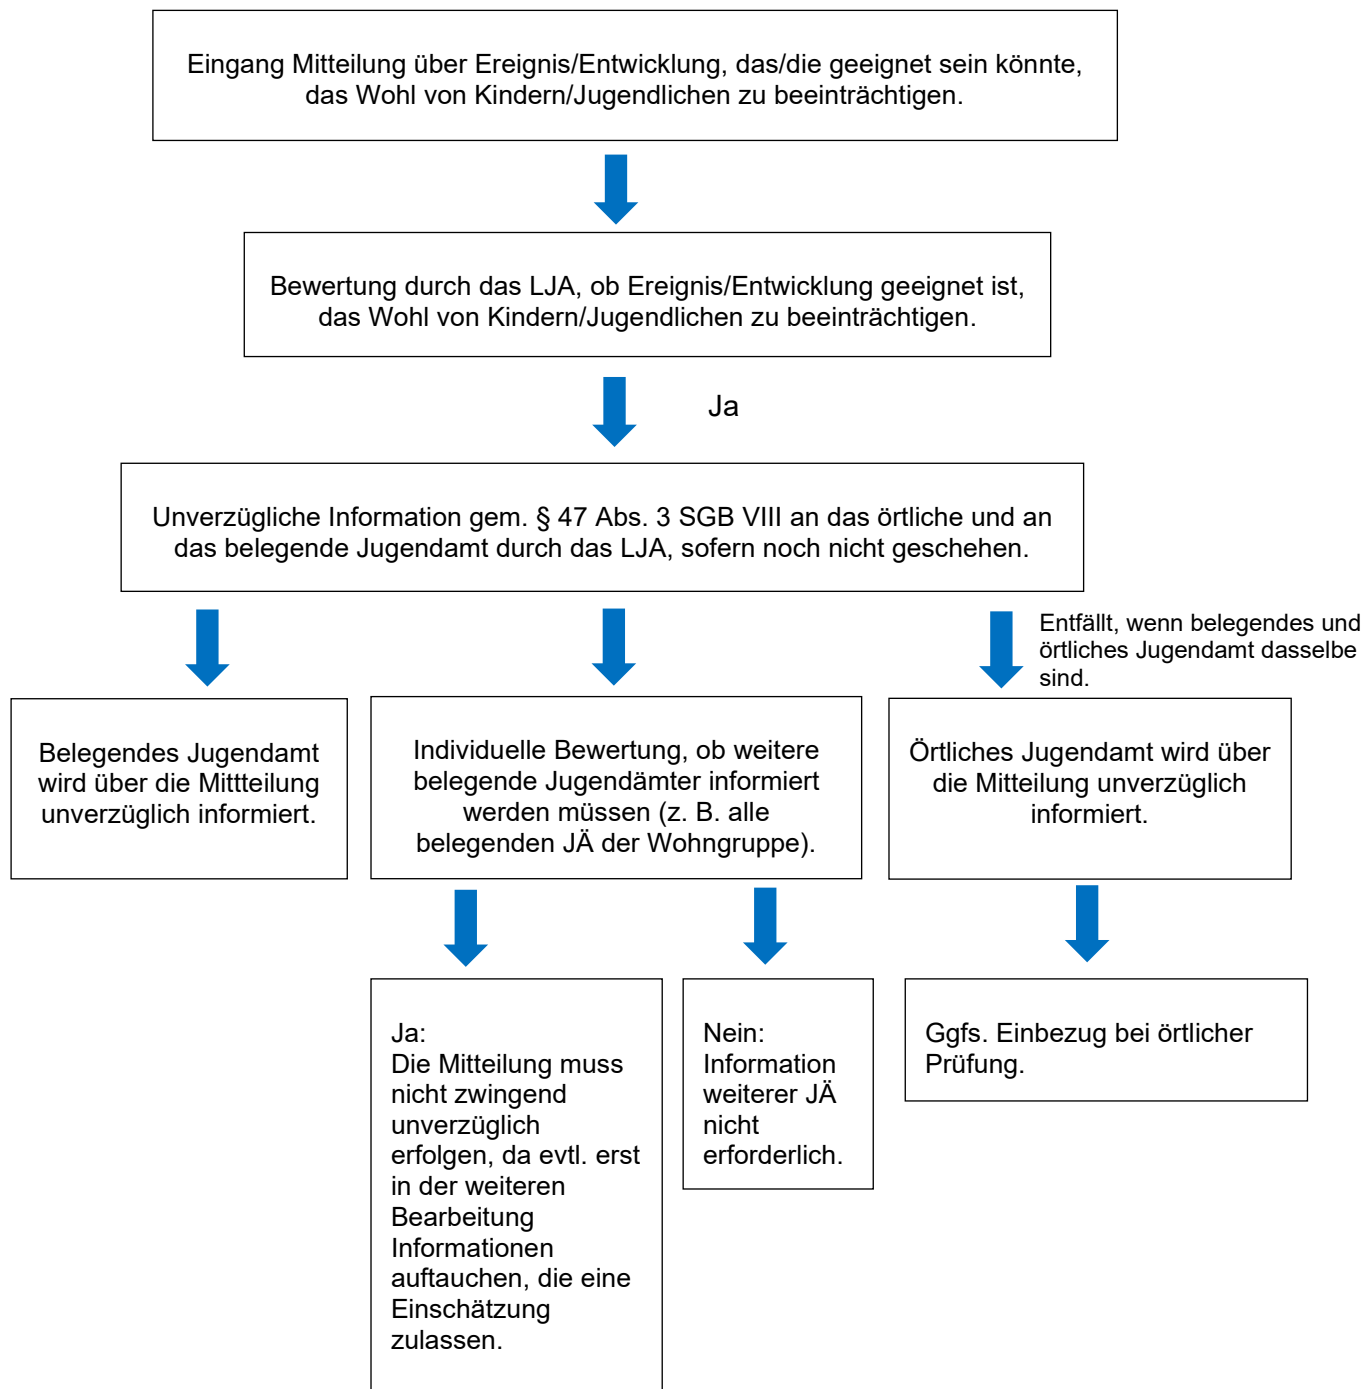 Eingang Mitteilung über Ereignis/Entwicklung, das/die geeignet sein könnte,
das Wohl von Kindern/Jugendlichen zu beeinträchtigen.
Bewertung durch das LJA, ob Ereignis/Entwicklung geeignet ist,
das Wohl von Kindern/Jugendlichen zu beeinträchtigen.
Ja
Unverzügliche Information gem. § 47 Abs. 3 SGB VIII an das örtliche und an
das belegende Jugendamt durch das LJA, sofern noch nicht geschehen.
Entfällt, wenn belegendes und
örtliches Jugendamt dasselbe
sind.
Belegendes Jugendamt
wird über die Mittteilung
unverzüglich informiert.
Individuelle Bewertung, ob weitere
belegende Jugendämter informiert
werden müssen (z. B. alle
belegenden JÄ der Wohngruppe).
Örtliches Jugendamt wird über
die Mitteilung unverzüglich
informiert.
Ja:
Die Mitteilung muss
nicht zwingend
unverzüglich
erfolgen, da evtl. erst
in der weiteren
Bearbeitung
Informationen
auftauchen, die eine
Einschätzung
zulassen.
Nein:
Information
weiterer JÄ
nicht
erforderlich.
Ggfs. Einbezug bei örtlicher
Prüfung.